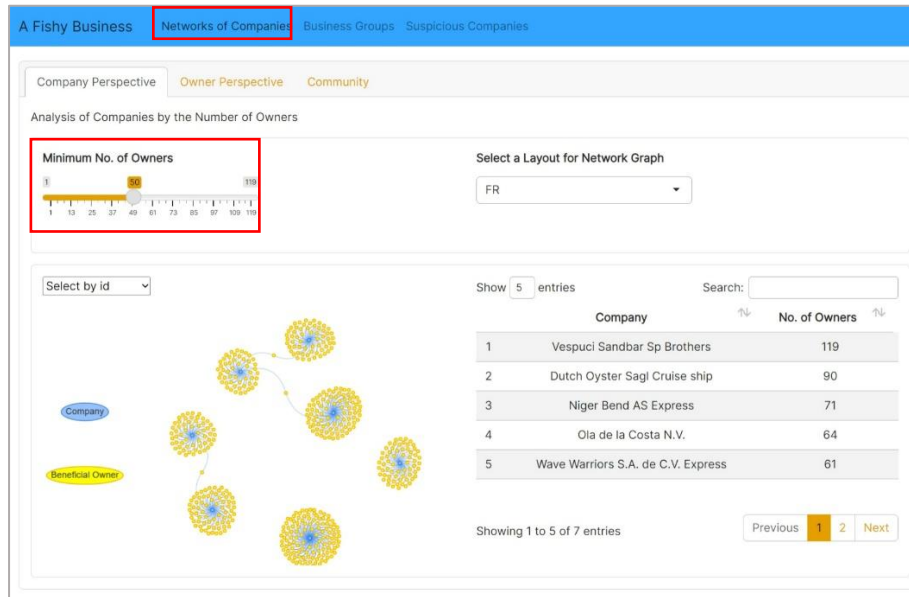 A Fishy Business Networks of Companies Business Groups Suspicious Companies
Company Perspective Owner Perspective Community
Analysis of Companies by the Number of Owners
Minimum No. of Owners
1 50 119
1 13 25 37 49 61 73 85 97 109 119
Select a Layout for Network Graph
FR
Select by id
Company
Beneficial Owner
Show 5 entries Search:
Company No. of Owners
1 Vespuci Sandbar Sp Brothers 119
2 Dutch Oyster Sagl Cruise ship 90
3 Niger Bend AS Express 71
4 Ola de la Costa N.V. 64
5 Wave Warriors S.A. de C.V. Express 61
Showing 1 to 5 of 7 entries Previous 1 2 Next